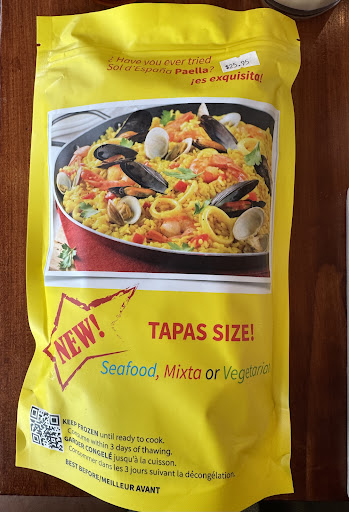 ¿ Have you ever tried
Sol d'España Paella?
¡es exquisita!
$25.95
NEW!
TAPAS SIZE!
Seafood, Mixta or Vegetarian
KEEP FROZEN until ready to cook.
Consume within 3 days of thawing.
GARDER CONGELÉ jusqu'à la cuisson.
Consommer dans les 3 jours suivant la décongélation.
BEST BEFORE/MEILLEUR AVANT